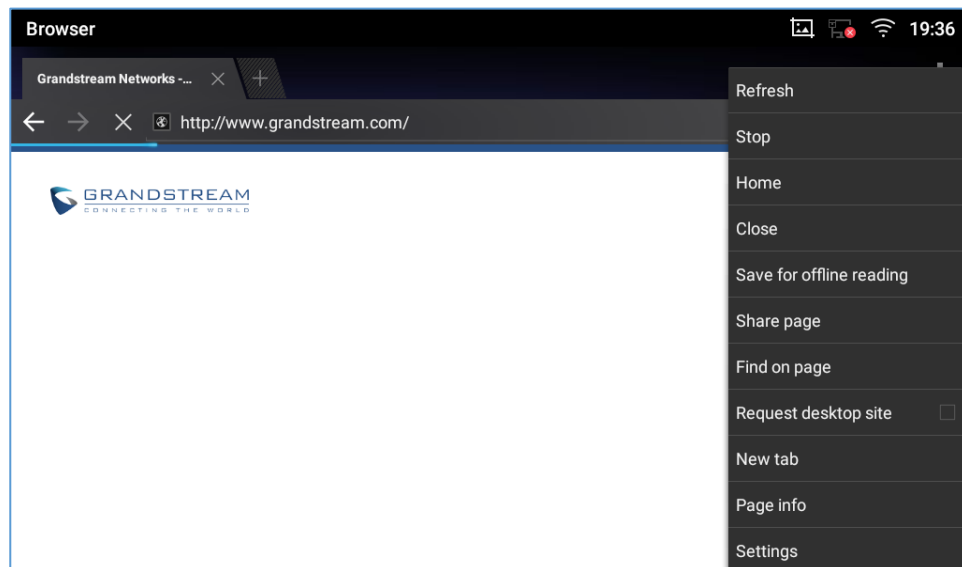 Browser
19:36
Grandstream Networks -...
http://www.grandstream.com/
GRANDSTREAM
CONNECTING THE WORLD
Refresh
Stop
Home
Close
Save for offline reading
Share page
Find on page
Request desktop site
New tab
Page info
Settings